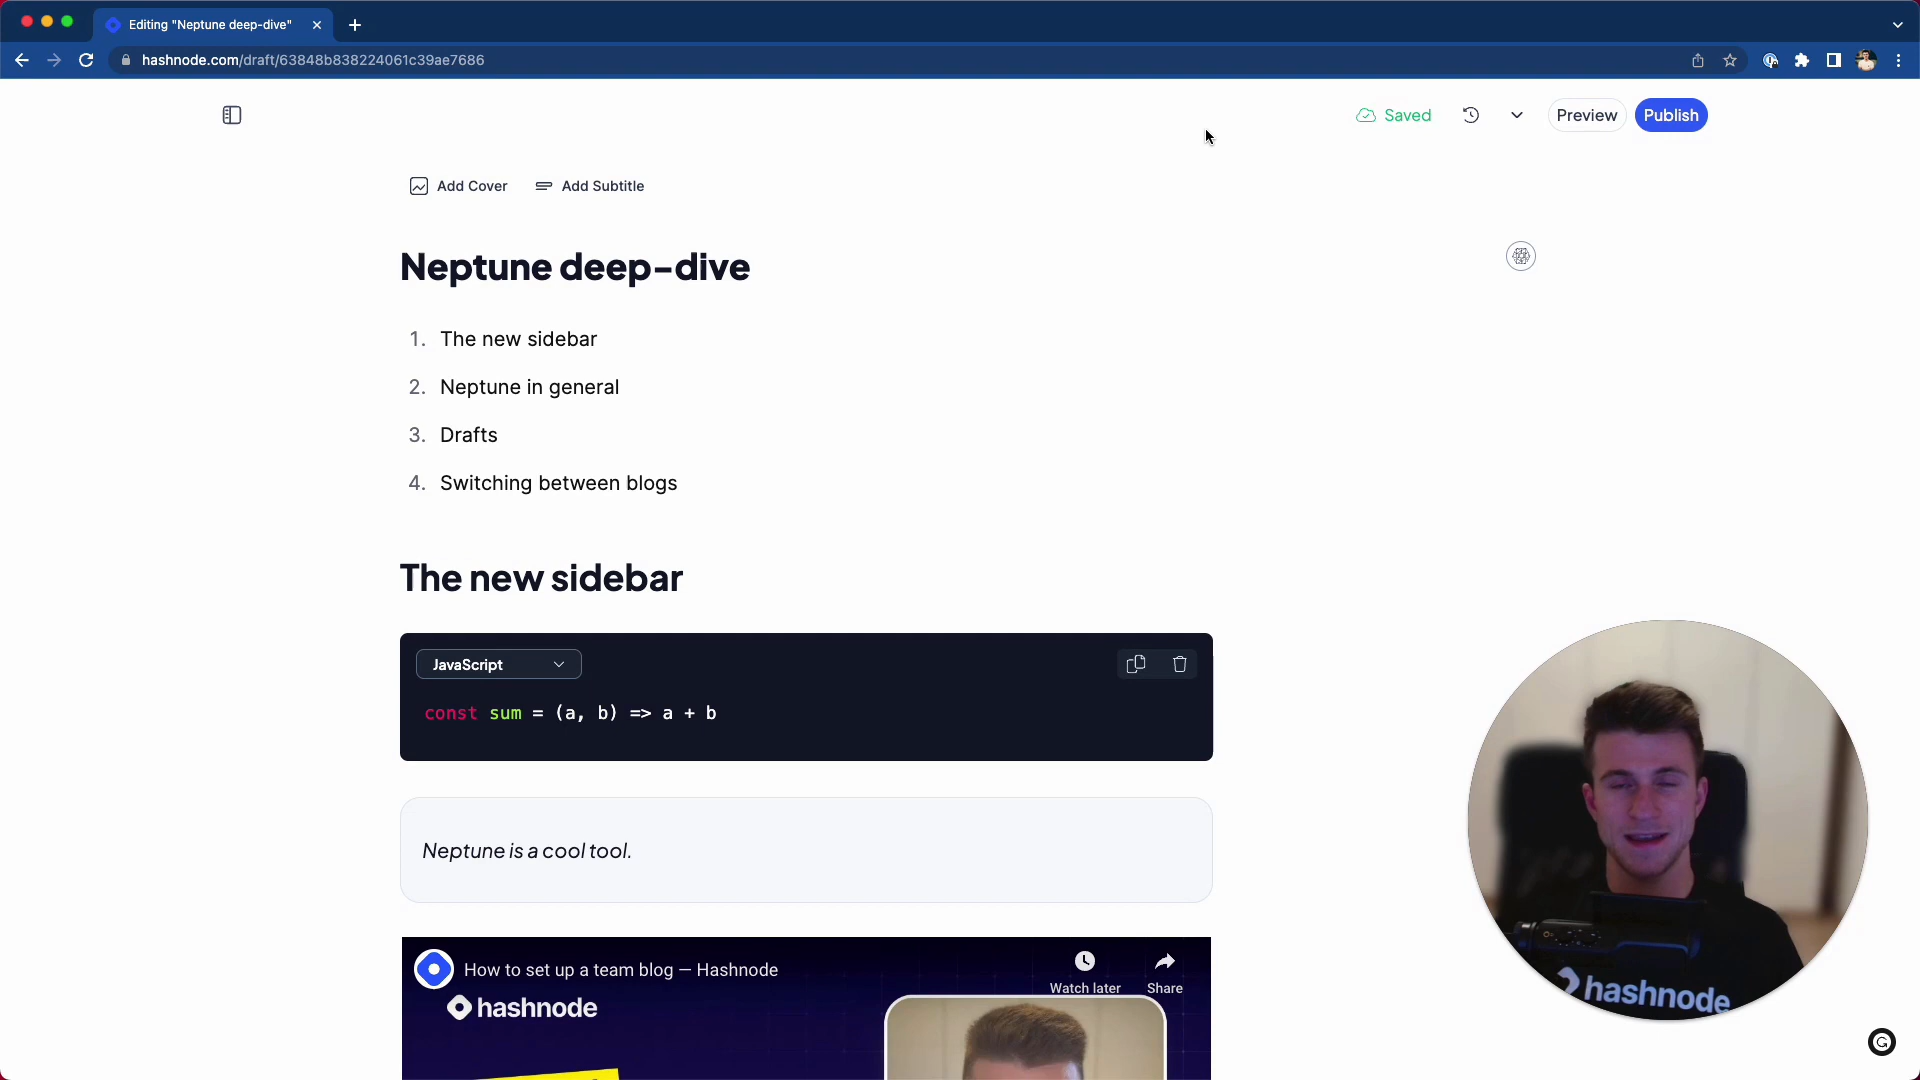 Editing "Neptune deep-dive"
hashnode.com/draft/63848b838224061c39ae7686
Saved
Preview
Publish
Add Cover
Add Subtitle
Neptune deep-dive
1. The new sidebar
2. Neptune in general
3. Drafts
4. Switching between blogs
The new sidebar
JavaScript
const sum = (a, b) => a + b
Neptune is a cool tool.
How to set up a team blog — Hashnode
Watch later
Share
hashnode
hashnode